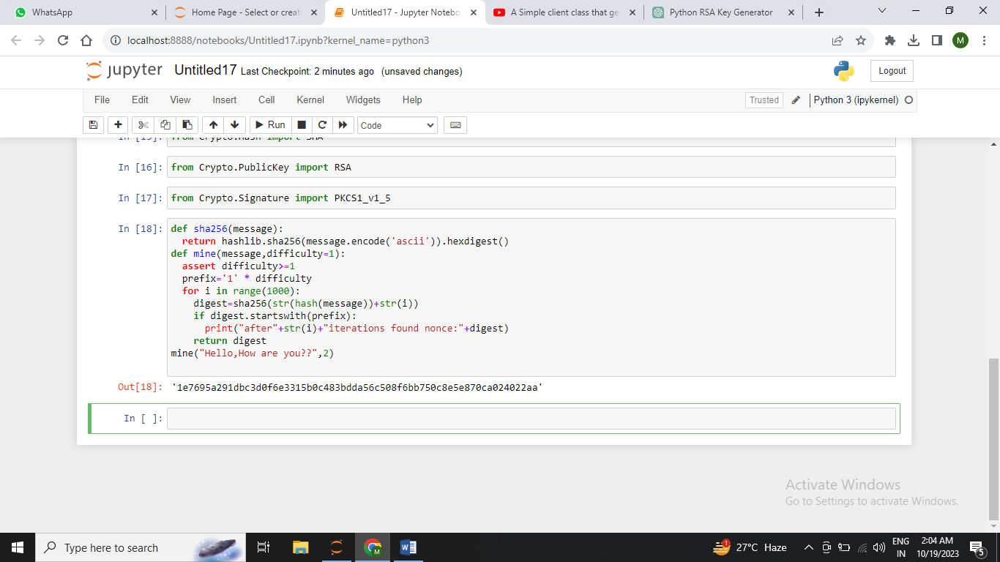 WhatsApp
Home Page - Select or creat
Untitled17 - Jupyter Notebo
A Simple client class that ge
Python RSA Key Generator
localhost:8888/notebooks/Untitled17.ipynb?kernel_name=python3
M
jupyter Untitled17 Last Checkpoint: 2 minutes ago (unsaved changes)
Logout
File Edit View Insert Cell Kernel Widgets Help
Trusted
Python 3 (ipykernel)
Run
Code
In [15]: from Crypto.Hash import SHA
In [16]: from Crypto.PublicKey import RSA
In [17]: from Crypto.Signature import PKCS1_v1_5
In [18]: def sha256(message):
  return hashlib.sha256(message.encode('ascii')).hexdigest()
def mine(message,difficulty=1):
  assert difficulty>=1
  prefix='1' * difficulty
  for i in range(1000):
    digest=sha256(str(hash(message))+str(i))
    if digest.startswith(prefix):
      print("after"+str(i)+"iterations found nonce:"+digest)
    return digest
mine("Hello,How are you??",2)
Out[18]: '1e7695a291dbc3d0f6e3315b0c483bdda56c508f6bb750c8e5e870ca024022aa'
In [ ]:
Activate Windows
Go to Settings to activate Windows.
Type here to search
1
27°C Haze
ENG
IN
2:04 AM
10/19/2023
5